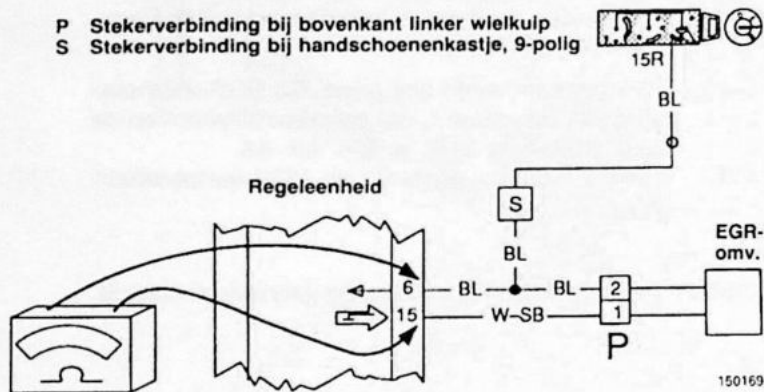 P Stekerverbinding bij bovenkant linker wielkuip
S Stekerverbinding bij handschoenenkastje, 9-polig
15R
BL
Regeleenheid
S
BL
EGR-
omv.
6 BL BL 2
15 W-SB 1
P
150169